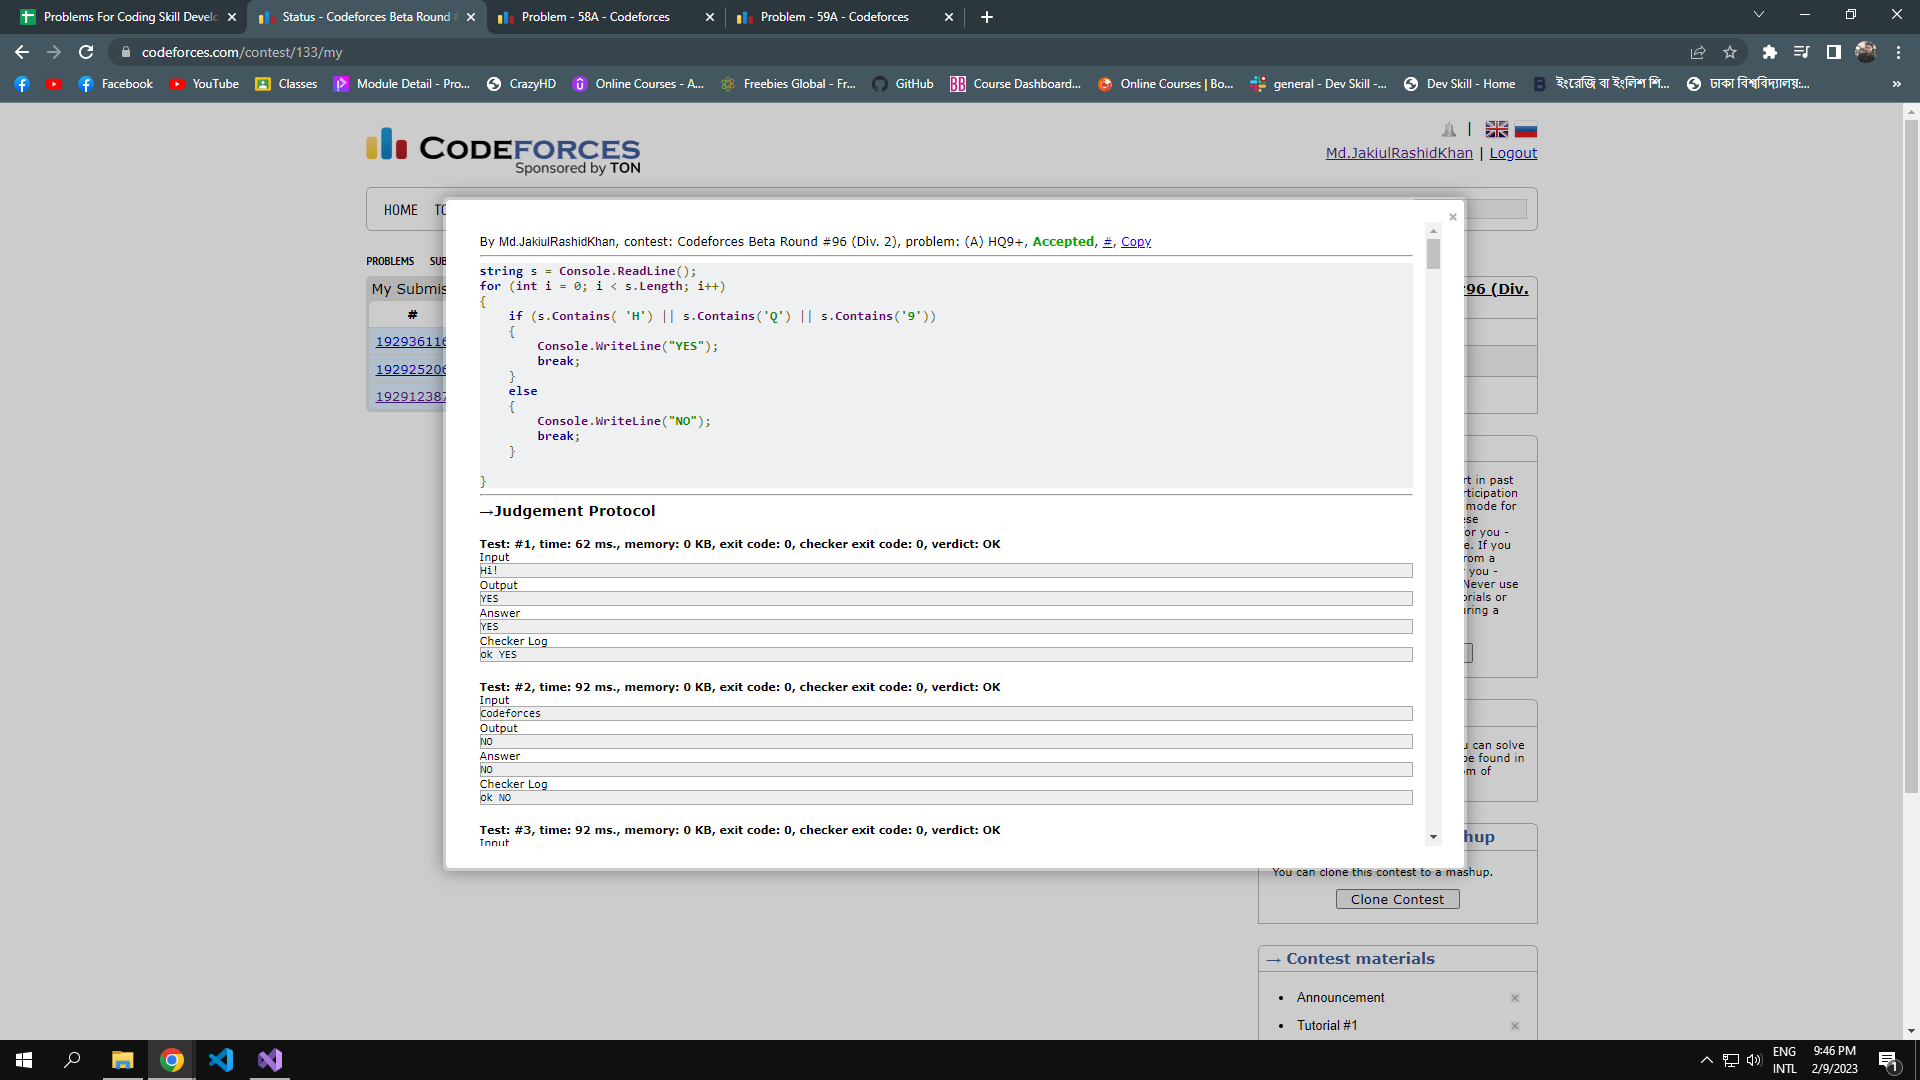 Problems For Coding Skill Develo
Status - Codeforces Beta Round
Problem - 58A - Codeforces
Problem - 59A - Codeforces
codeforces.com/contest/133/my
Facebook
YouTube
Classes
Module Detail - Pro...
CrazyHD
Online Courses - A...
Freebies Global - Fr...
GitHub
BB Course Dashboard...
Online Courses | Bo...
general - Dev Skill -...
Dev Skill - Home
ইংরেজি বা ইংলিশ শি...
ঢাকা বিশ্ববিদ্যালয়:...
»
CODEFORCES
Sponsored by TON
|
Md.JakiulRashidKhan | Logout
HOME
PROBLEMS
My Submis
#
19293611
19292520
19291238
By Md.JakiulRashidKhan, contest: Codeforces Beta Round #96 (Div. 2), problem: (A) HQ9+, Accepted, #, Copy
string s = Console.ReadLine();
for (int i = 0; i < s.Length; i++)
{
if (s.Contains( 'H') || s.Contains('Q') || s.Contains('9'))
{
Console.WriteLine("YES");
break;
}
else
{
Console.WriteLine("NO");
break;
}
}
→Judgement Protocol
Test: #1, time: 62 ms., memory: 0 KB, exit code: 0, checker exit code: 0, verdict: OK
Input
Hi!
Output
YES
Answer
YES
Checker Log
ok YES
Test: #2, time: 92 ms., memory: 0 KB, exit code: 0, checker exit code: 0, verdict: OK
Input
Codeforces
Output
NO
Answer
NO
Checker Log
ok NO
Test: #3, time: 92 ms., memory: 0 KB, exit code: 0, checker exit code: 0, verdict: OK
Input
96 (Div.
rt in past
rticipation
mode for
ese
or you -
e. If you
rom a
you -
Never use
orials or
uring a
can solve
be found in
om of
hup
You can clone this contest to a mashup.
Clone Contest
→ Contest materials
Announcement
Tutorial #1
ENG
INTL
9:46 PM
2/9/2023
1